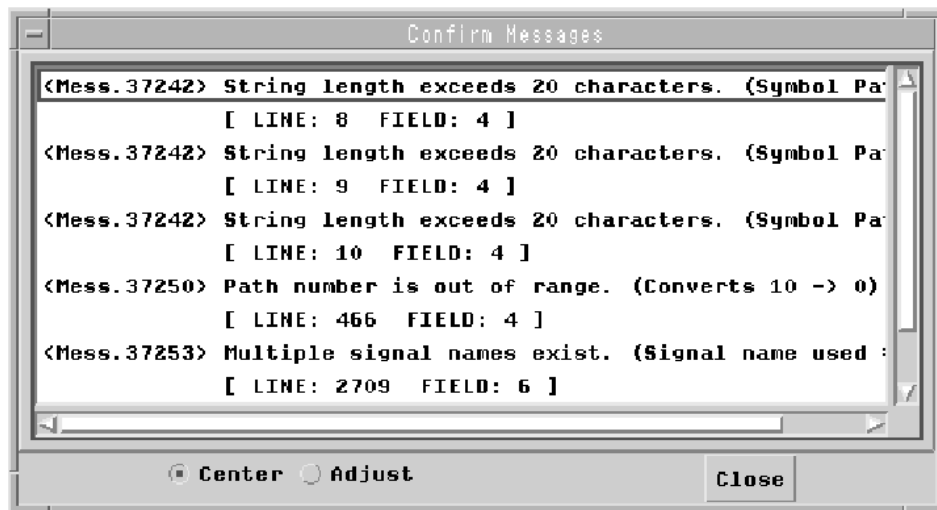 Confirm Messages
<Mess.37242> String length exceeds 20 characters. (Symbol Pa
[ LINE: 8 FIELD: 4 ]
<Mess.37242> String length exceeds 20 characters. (Symbol Pa
[ LINE: 9 FIELD: 4 ]
<Mess.37242> String length exceeds 20 characters. (Symbol Pa
[ LINE: 10 FIELD: 4 ]
<Mess.37250> Path number is out of range. (Converts 10 -> 0)
[ LINE: 466 FIELD: 4 ]
<Mess.37253> Multiple signal names exist. (Signal name used
[ LINE: 2709 FIELD: 6 ]
Center Adjust Close